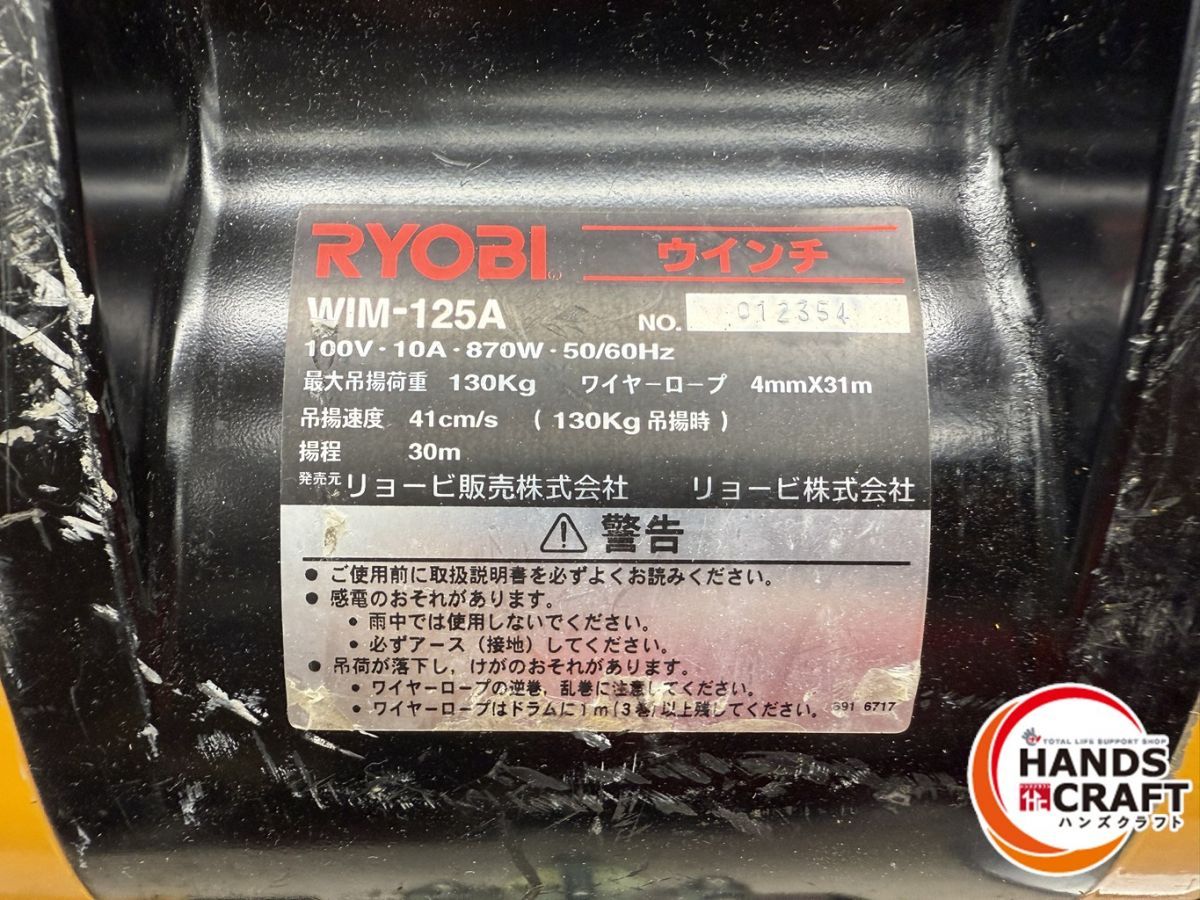 RYOBI ウインチ
WIM-125A NO. 012354
100V・10A・870W・50/60Hz
最大吊揚荷重 130Kg ワイヤーロープ 4mmX31m
吊揚速度 41cm/s ( 130Kg 吊揚時 )
揚程 30m
発売元 リョービ販売株式会社 リョービ株式会社
⚠ 警告
● ご使用前に取扱説明書を必ずよくお読みください。
● 感電のおそれがあります。
• 雨中では使用しないでください。
• 必ずアース（接地）してください。
● 吊荷が落下し，けがのおそれがあります。
• ワイヤーロープの逆巻，乱巻に注意してください。
• ワイヤーロープはドラムに1m(3巻)以上残してください。 691 6717
TOTAL LIFE SUPPORT SHOP
HANDS
CRAFT
ハンズクラフト